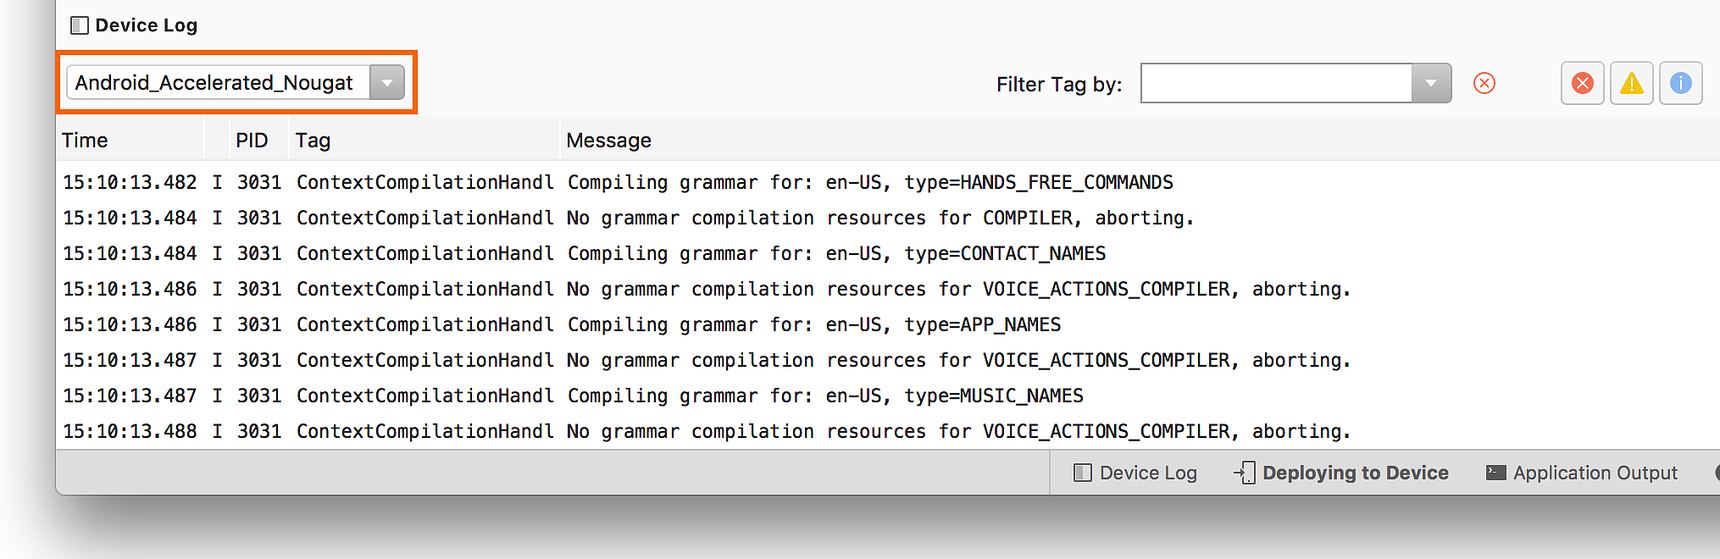 Device Log
Android_Accelerated_Nougat
Filter Tag by:
Time PID Tag Message
15:10:13.482 I 3031 ContextCompilationHandl Compiling grammar for: en-US, type=HANDS_FREE_COMMANDS
15:10:13.484 I 3031 ContextCompilationHandl No grammar compilation resources for COMPILER, aborting.
15:10:13.484 I 3031 ContextCompilationHandl Compiling grammar for: en-US, type=CONTACT_NAMES
15:10:13.486 I 3031 ContextCompilationHandl No grammar compilation resources for VOICE_ACTIONS_COMPILER, aborting.
15:10:13.486 I 3031 ContextCompilationHandl Compiling grammar for: en-US, type=APP_NAMES
15:10:13.487 I 3031 ContextCompilationHandl No grammar compilation resources for VOICE_ACTIONS_COMPILER, aborting.
15:10:13.487 I 3031 ContextCompilationHandl Compiling grammar for: en-US, type=MUSIC_NAMES
15:10:13.488 I 3031 ContextCompilationHandl No grammar compilation resources for VOICE_ACTIONS_COMPILER, aborting.
Device Log Deploying to Device Application Output